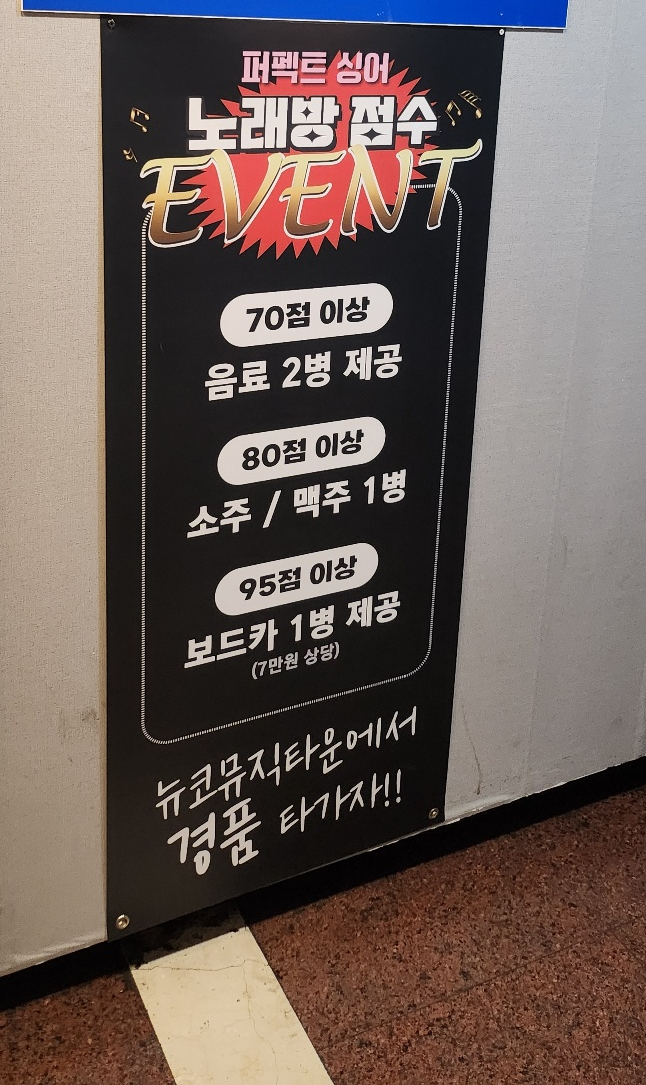 퍼펙트 싱어
노래방 점수
EVENT
70점 이상
음료 2병 제공
80점 이상
소주 / 맥주 1병
95점 이상
보드카 1병 제공
(7만원 상당)
뉴코뮤직타운에서
경품 타가자!!